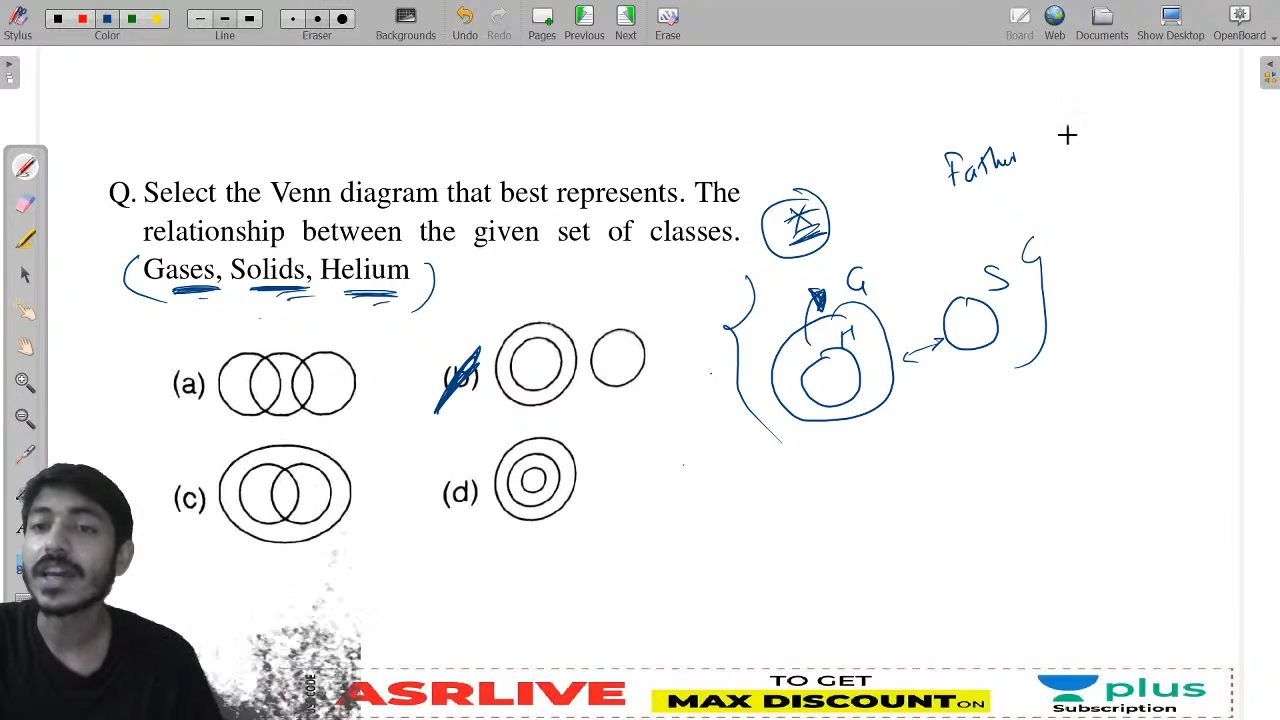 Stylus
Color
Line
Eraser
Backgrounds
Undo
Redo
Pages
Previous
Next
Erase
Board
Web
Documents
Show Desktop
OpenBoard
Father
Q. Select the Venn diagram that best represents. The
relationship between the given set of classes.
Gases, Solids, Helium
G
S
H
(a)
(b)
(c)
(d)
ASRLIVE
TO GET
MAX DISCOUNT ON
plus
Subscription